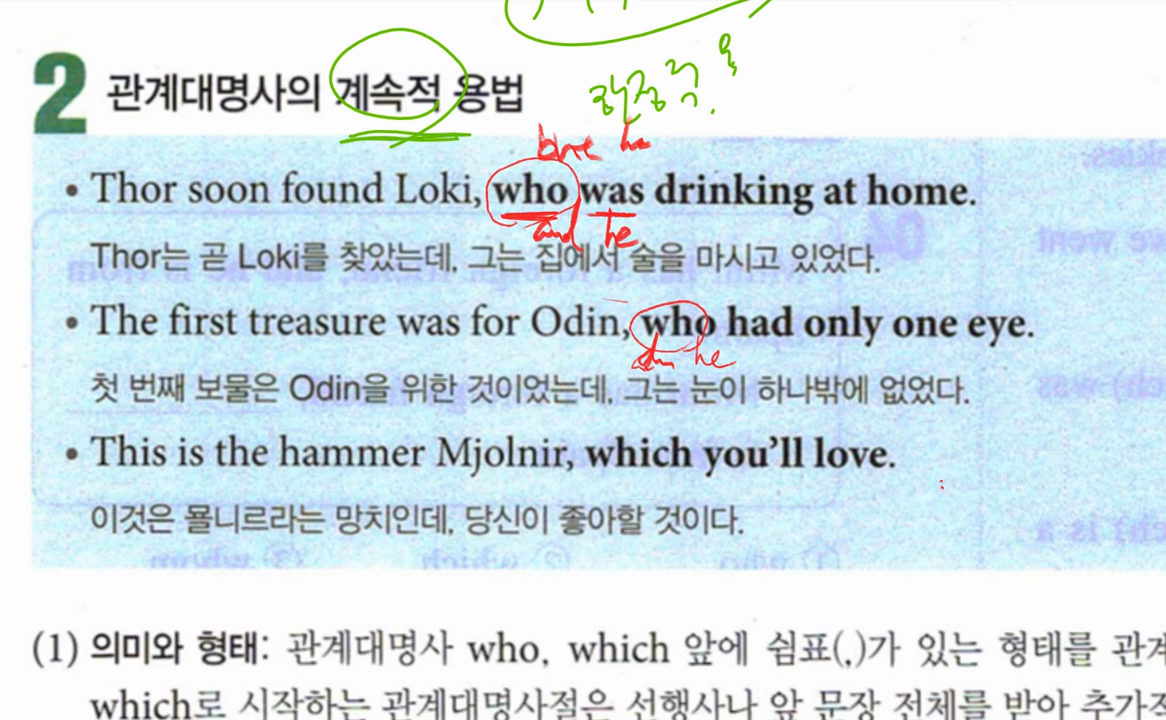 2 관계대명사의 계속적 용법
• Thor soon found Loki, who was drinking at home.
and he
Thor는 곧 Loki를 찾았는데, 그는 집에서 술을 마시고 있었다.
• The first treasure was for Odin, who had only one eye.
he
첫 번째 보물은 Odin을 위한 것이었는데, 그는 눈이 하나밖에 없었다.
• This is the hammer Mjolnir, which you'll love.
이것은 묠니르라는 망치인데, 당신이 좋아할 것이다.
(1) 의미와 형태: 관계대명사 who, which 앞에 쉼표(,)가 있는 형태를 관계
which로 시작하는 관계대명사절은 선행사나 앞 문장 전체를 받아 추가적